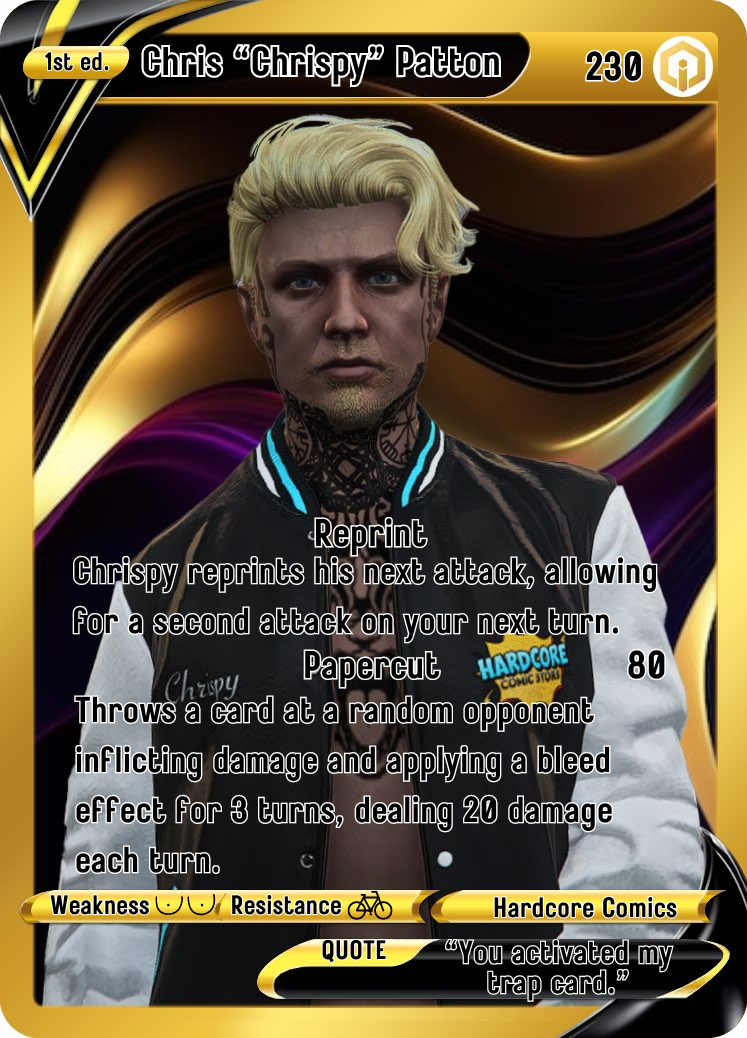 1st ed.
Chris “Chrispy” Patton
230
Reprint
Chrispy reprints his next attack, allowing
for a second attack on your next turn.
Papercut
80
Chrispy
HARDCORE
COMIC STORE
Throws a card at a random opponent
inflicting damage and applying a bleed
effect for 3 turns, dealing 20 damage
each turn.
Weakness
Resistance
Hardcore Comics
QUOTE
“You activated my
trap card.”